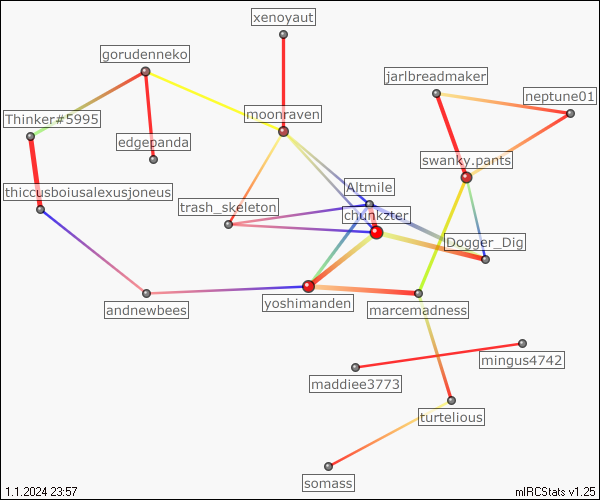 xenoyaut
gorudenneko
jarlbreadmaker
neptune01
moonraven
Thinker#5995
edgepanda
swanky.pants
thiccusboiusalexusjoneus
Altmile
trash_skeleton
chunkzter
Dogger_Dig
yoshimanden
andnewbees
marcemadness
mingus4742
maddiee3773
turtelious
somass
1.1.2024 23:57
mIRCStats v1.25